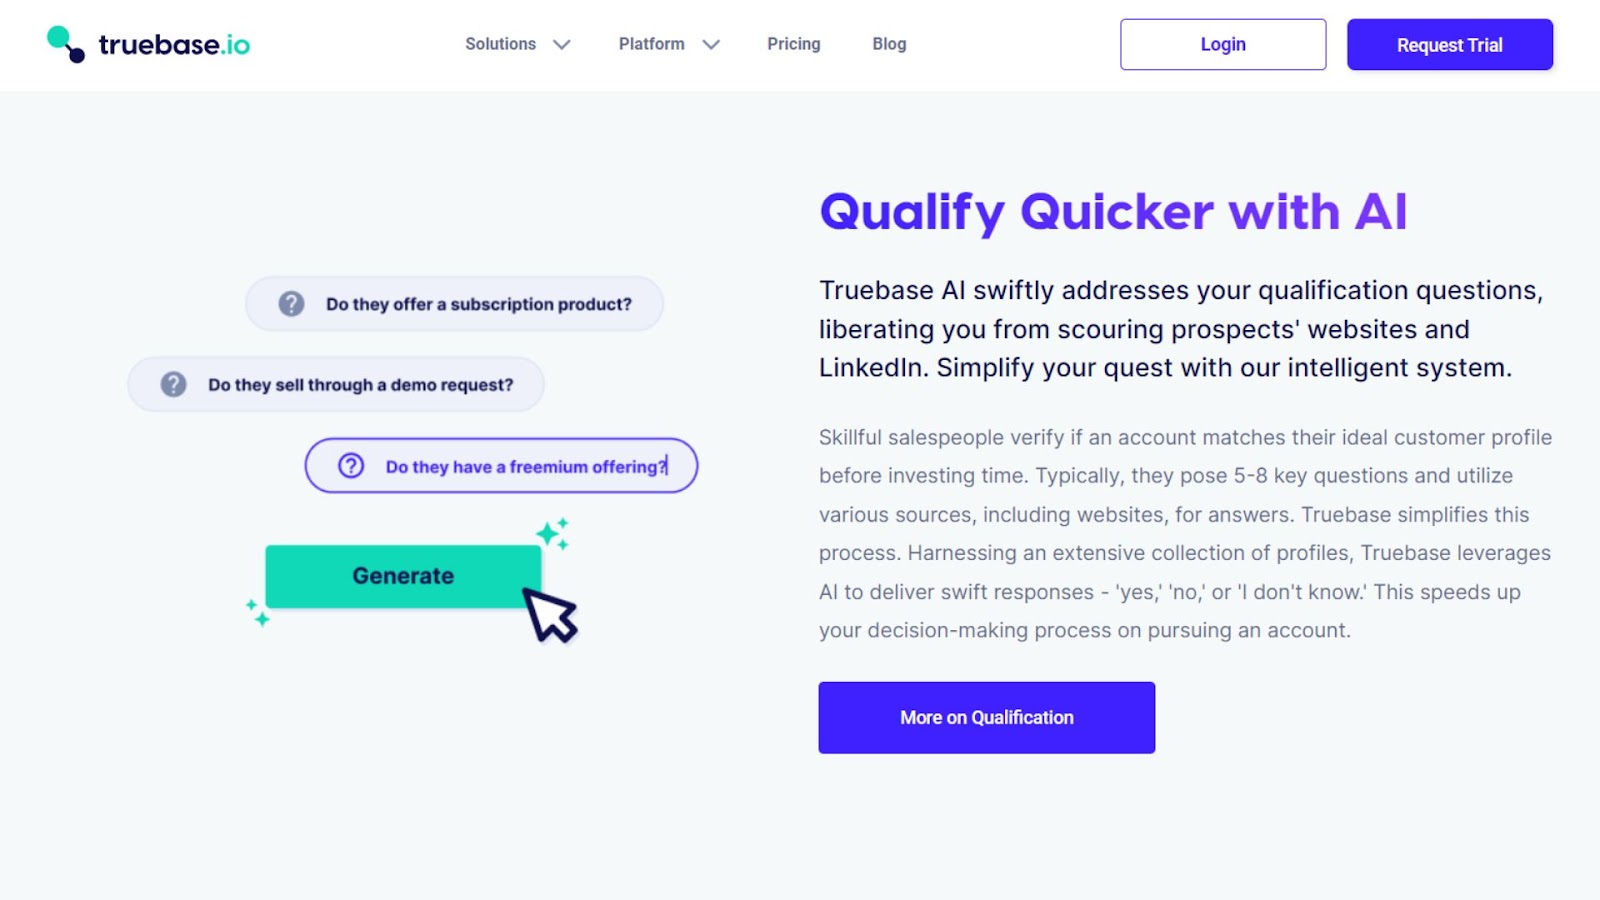 truebase.io
Solutions
Platform
Pricing
Blog
Login
Request Trial
Do they offer a subscription product?
Do they sell through a demo request?
Do they have a freemium offering?
Generate
Qualify Quicker with AI
Truebase AI swiftly addresses your qualification questions,
liberating you from scouring prospects' websites and
LinkedIn. Simplify your quest with our intelligent system.
Skillful salespeople verify if an account matches their ideal customer profile
before investing time. Typically, they pose 5-8 key questions and utilize
various sources, including websites, for answers. Truebase simplifies this
process. Harnessing an extensive collection of profiles, Truebase leverages
AI to deliver swift responses - 'yes,' 'no,' or 'I don't know.' This speeds up
your decision-making process on pursuing an account.
More on Qualification